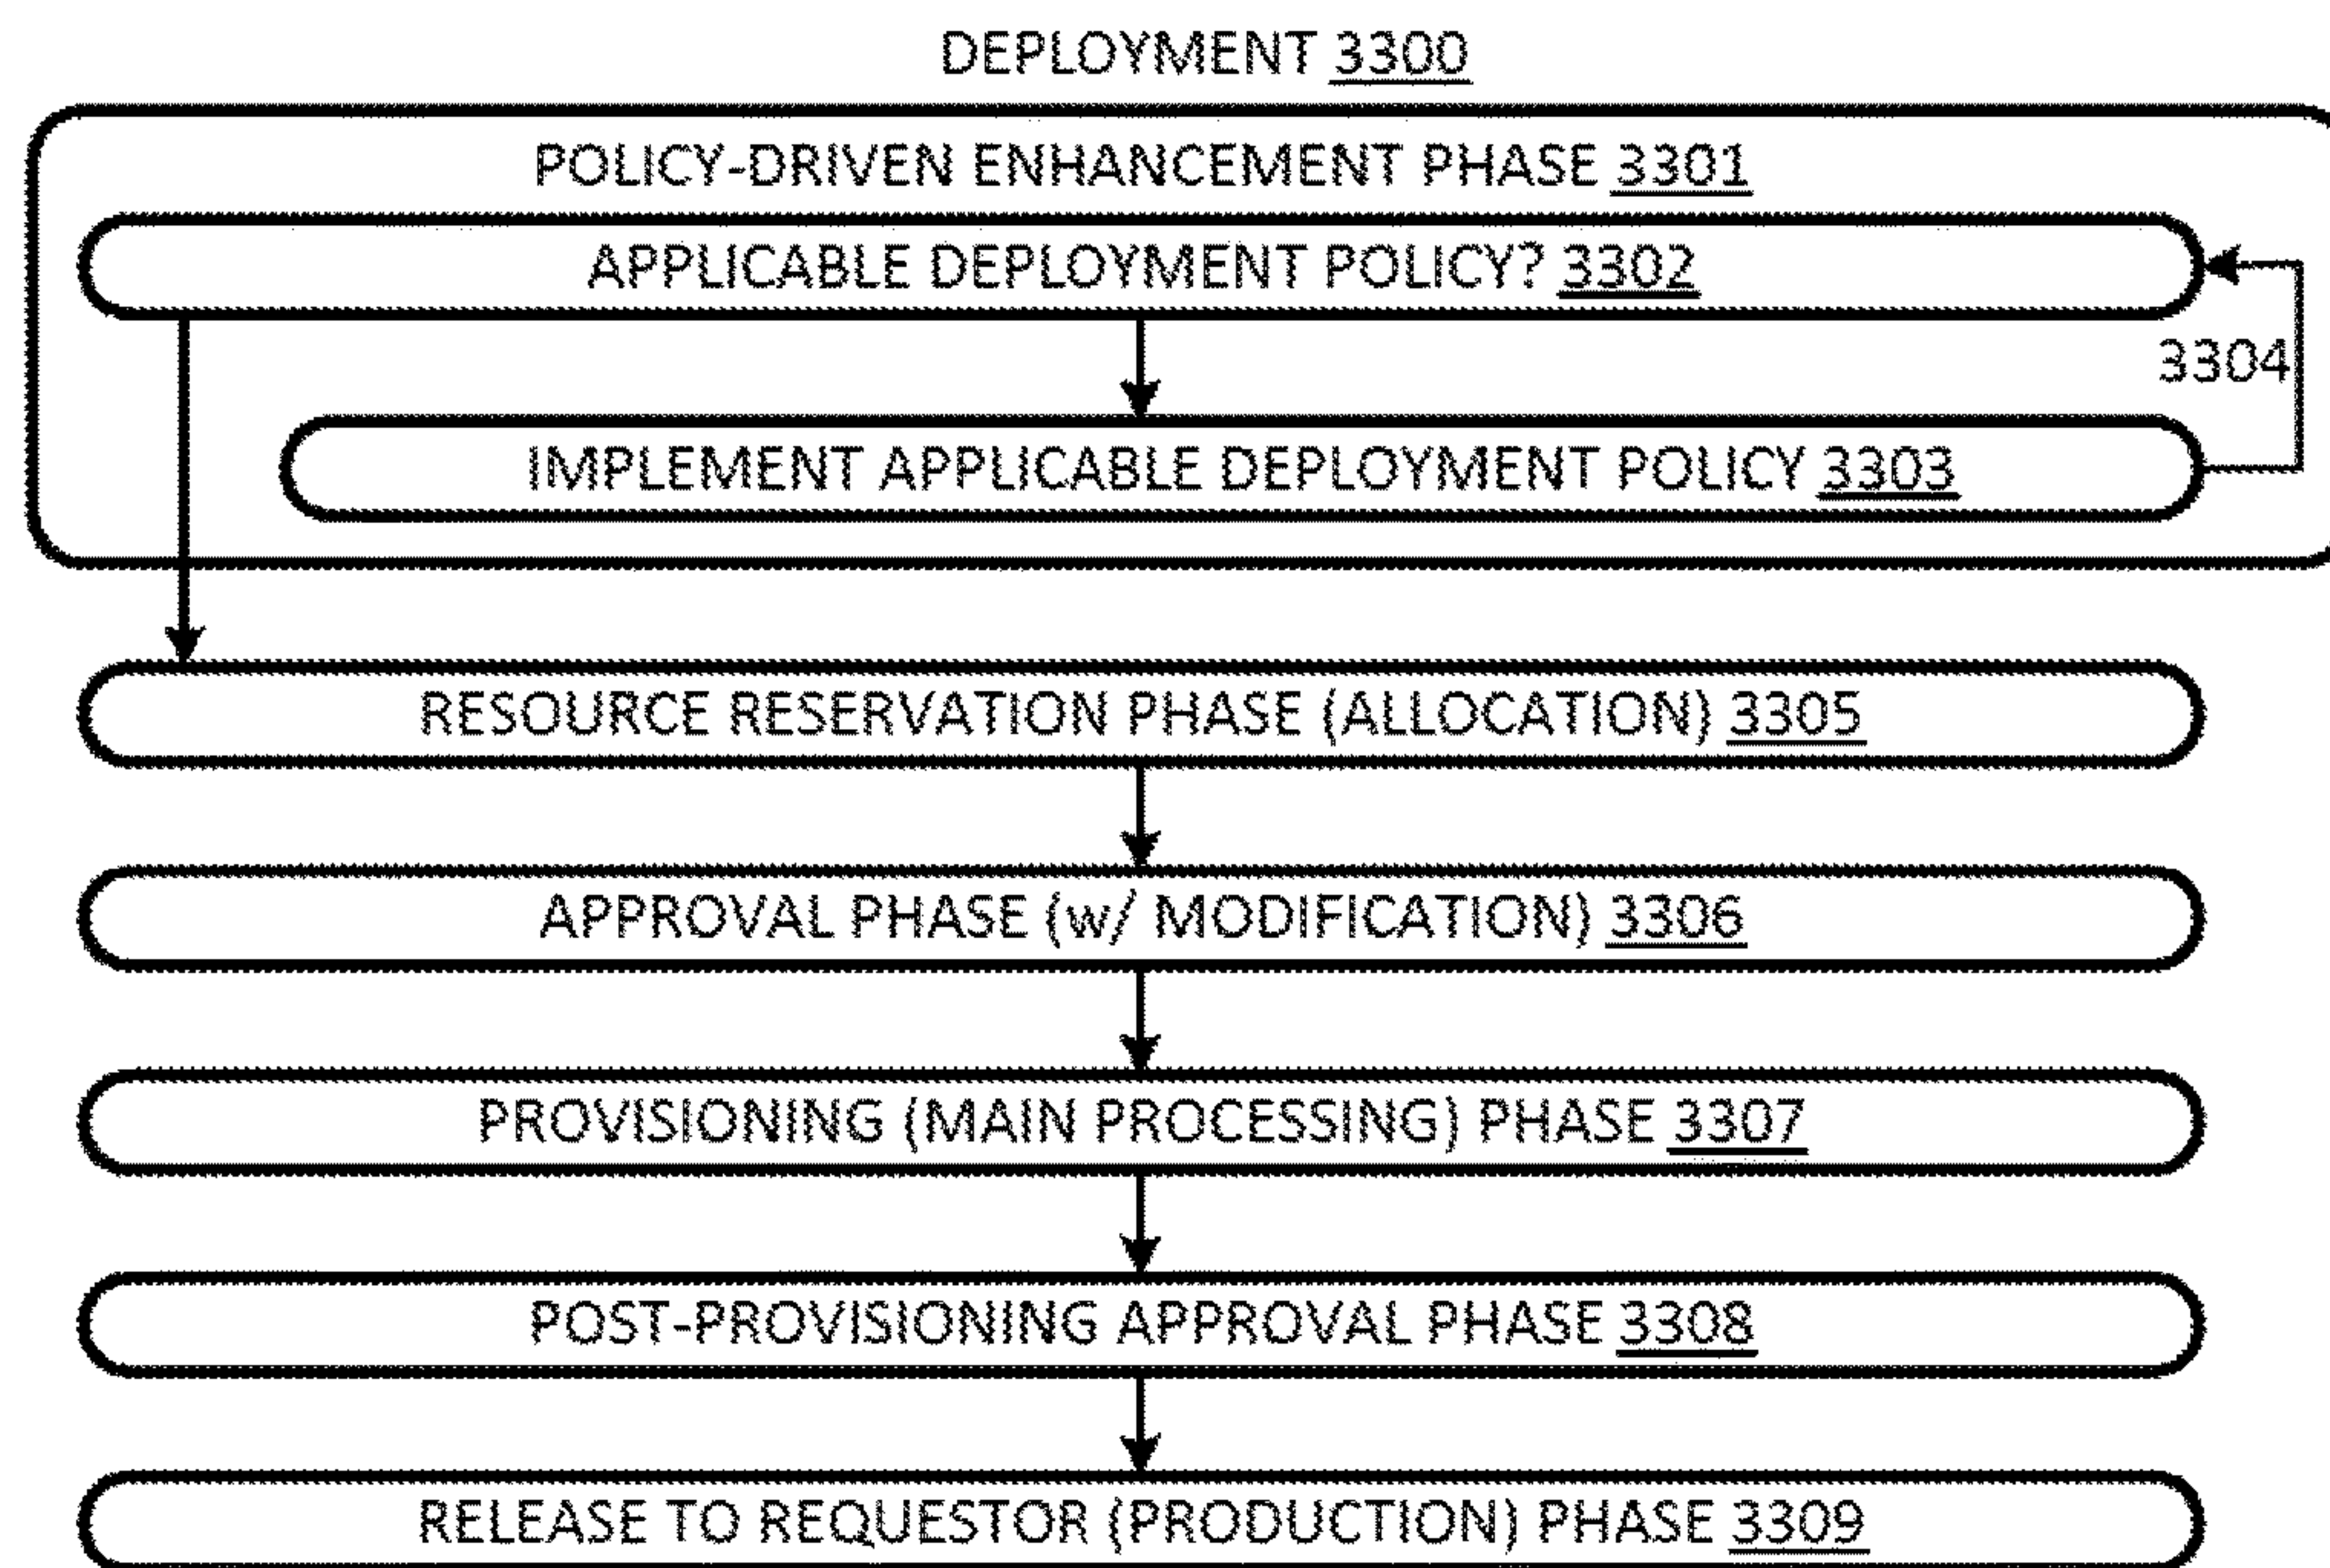 DEPLOYMENT 3300
POLICY-DRIVEN ENHANCEMENT PHASE 3301
APPLICABLE DEPLOYMENT POLICY? 3302
3304
IMPLEMENT APPLICABLE DEPLOYMENT POLICY 3303
RESOURCE RESERVATION PHASE (ALLOCATION) 3305
APPROVAL PHASE (w/ MODIFICATION) 3306
PROVISIONING (MAIN PROCESSING) PHASE 3307
POST-PROVISIONING APPROVAL PHASE 3308
RELEASE TO REQUESTOR (PRODUCTION) PHASE 3309